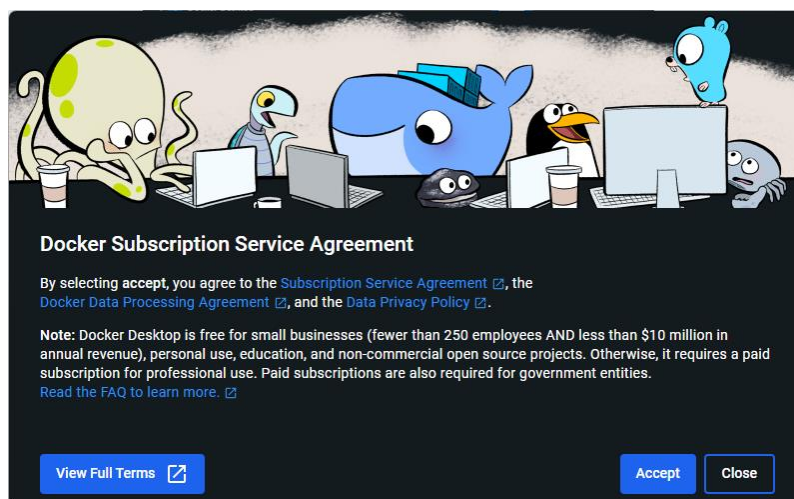 Docker Subscription Service Agreement
By selecting accept, you agree to the Subscription Service Agreement, the
Docker Data Processing Agreement, and the Data Privacy Policy.
Note: Docker Desktop is free for small businesses (fewer than 250 employees AND less than $10 million in
annual revenue), personal use, education, and non-commercial open source projects. Otherwise, it requires a paid
subscription for professional use. Paid subscriptions are also required for government entities.
Read the FAQ to learn more.
View Full Terms
Accept
Close